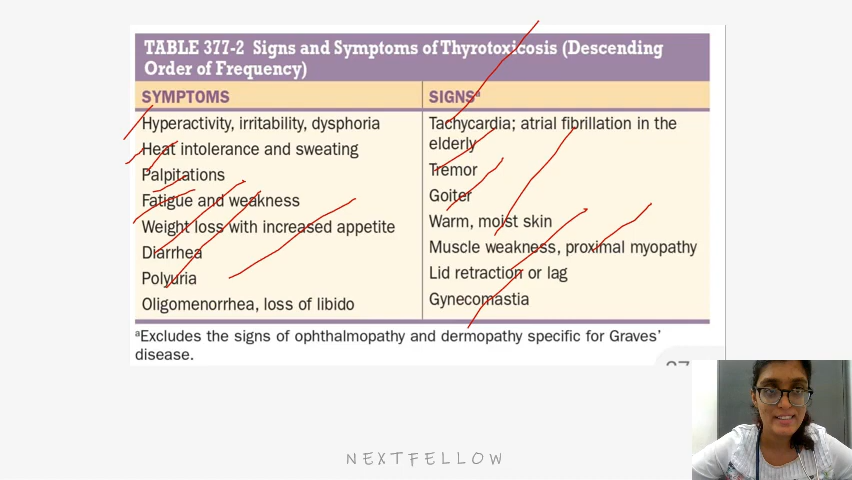 TABLE 377-2 Signs and Symptoms of Thyrotoxicosis (Descending
Order of Frequency)
SYMPTOMS
Hyperactivity, irritability, dysphoria
Heat intolerance and sweating
Palpitations
Fatigue and weakness
Weight loss with increased appetite
Diarrhea
Polyuria
Oligomenorrhea, loss of libido
SIGNSᵃ
Tachycardia; atrial fibrillation in the
elderly
Tremor
Goiter
Warm, moist skin
Muscle weakness, proximal myopathy
Lid retraction or lag
Gynecomastia
ᵃExcludes the signs of ophthalmopathy and dermopathy specific for Graves’
disease.
NEXTFELLOW